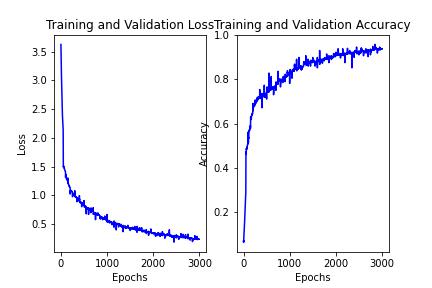 Training and Validation Loss
3.5
3.0
2.5
2.0
1.5
1.0
0.5
Loss
0 1000 2000 3000
Epochs
Training and Validation Accuracy
1.0
0.8
0.6
0.4
0.2
Accuracy
0 1000 2000 3000
Epochs